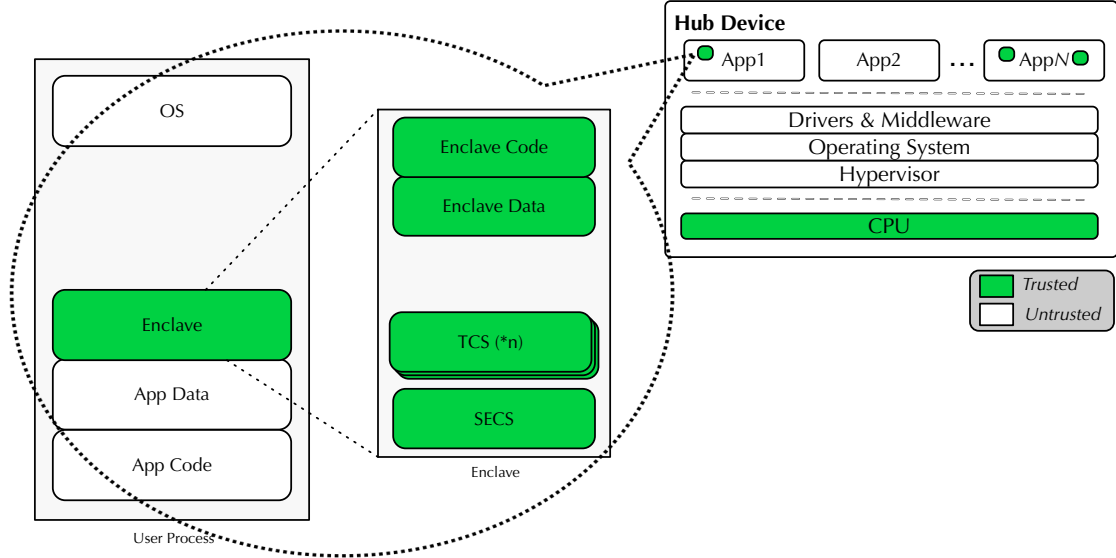 OS
Enclave
App Data
App Code
User Process
Enclave Code
Enclave Data
TCS (*n)
SECS
Enclave
Hub Device
App1
App2
...
AppN
Drivers & Middleware
Operating System
Hypervisor
CPU
Trusted
Untrusted